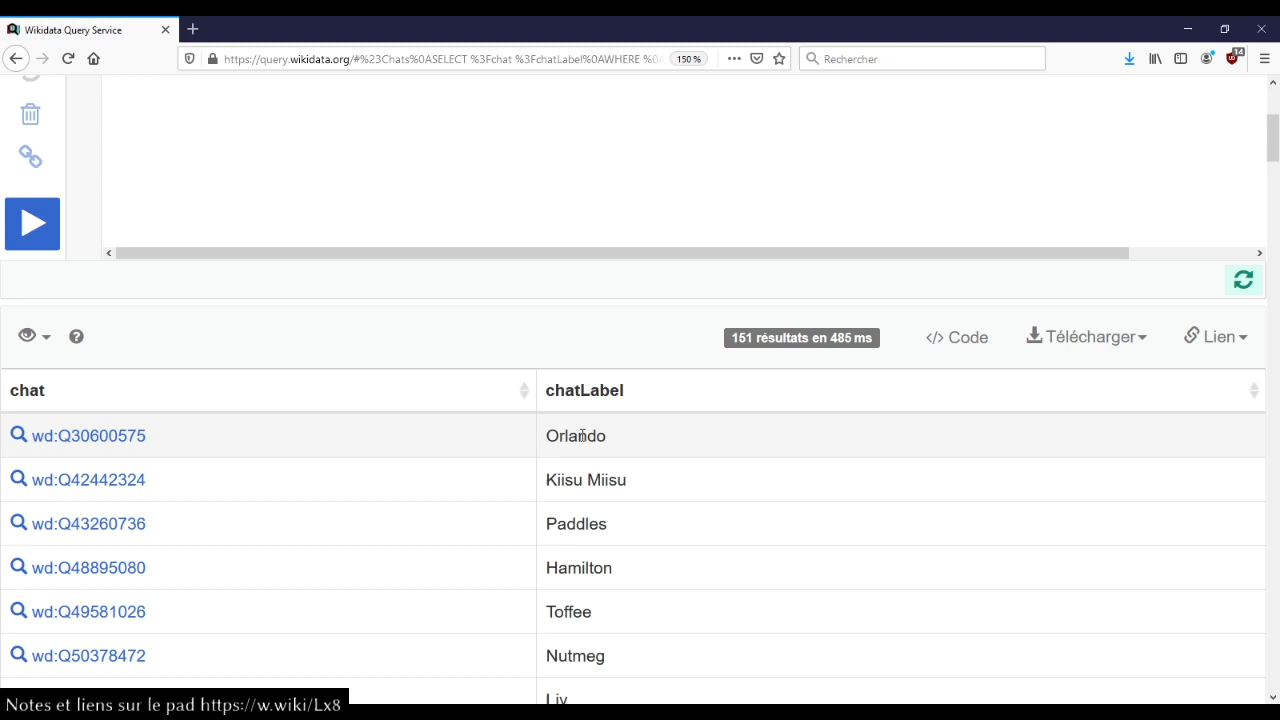 Wikidata Query Service
https://query.wikidata.org/#%23Chats%0ASELECT %3Fchat %3FchatLabel%0AWHERE %0
150 %
Rechercher
14
151 résultats en 485 ms
</> Code
Télécharger
Lien
chat
chatLabel
wd:Q30600575
Orlando
wd:Q42442324
Kiisu Miisu
wd:Q43260736
Paddles
wd:Q48895080
Hamilton
wd:Q49581026
Toffee
wd:Q50378472
Nutmeg
Liv
Notes et liens sur le pad https://w.wiki/Lx8